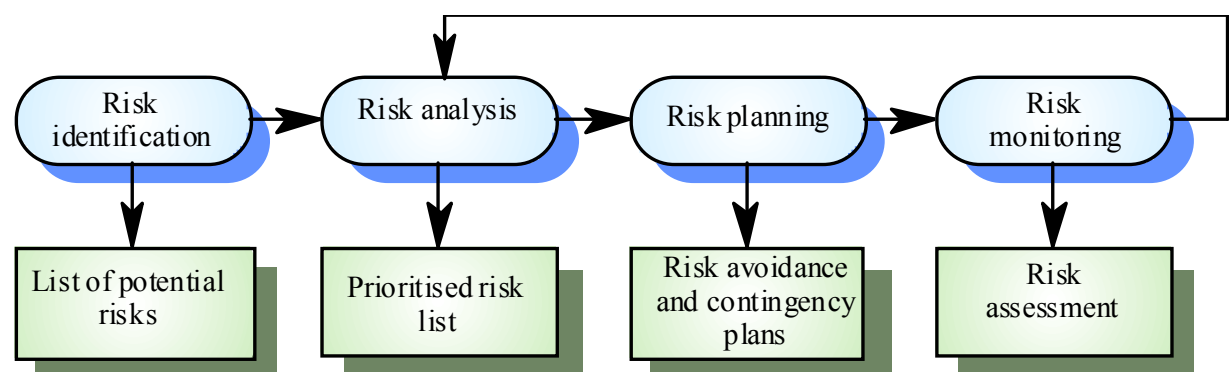 Risk
identification
Risk analysis
Risk planning
Risk
monitoring
List of potential
risks
Prioritised risk
list
Risk avoidance
and contingency
plans
Risk
assessment